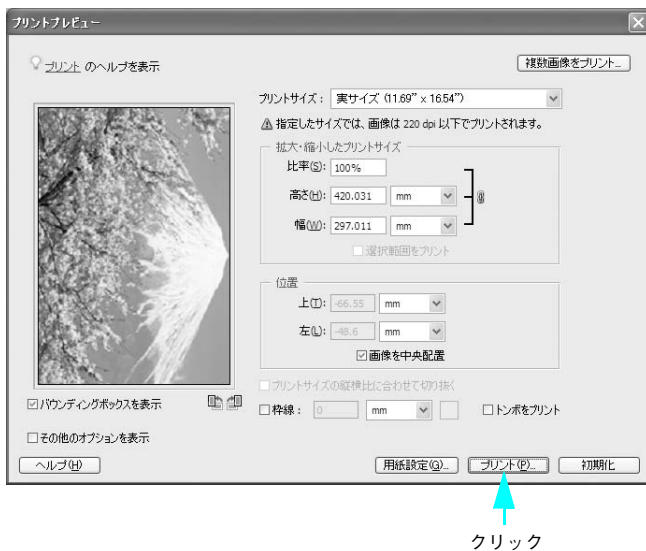 プリントプレビュー
プリント のヘルプを表示
複数画像をプリント...
プリントサイズ： 実サイズ (11.69” x 16.54”)
指定したサイズでは、画像は 220 dpi 以下でプリントされます。
拡大・縮小したプリントサイズ
比率(S): 100%
高さ(H): 420.031 mm
幅(W): 297.011 mm
選択範囲をプリント
位置
上(T): -66.55 mm
左(L): -48.6 mm
画像を中央配置
プリントサイズの縦横比に合わせて切り抜く
バウンディングボックスを表示
枠線： 0 mm トンボをプリント
その他のオプションを表示
ヘルプ(H) 用紙設定(G)... プリント(P)... 初期化
クリック